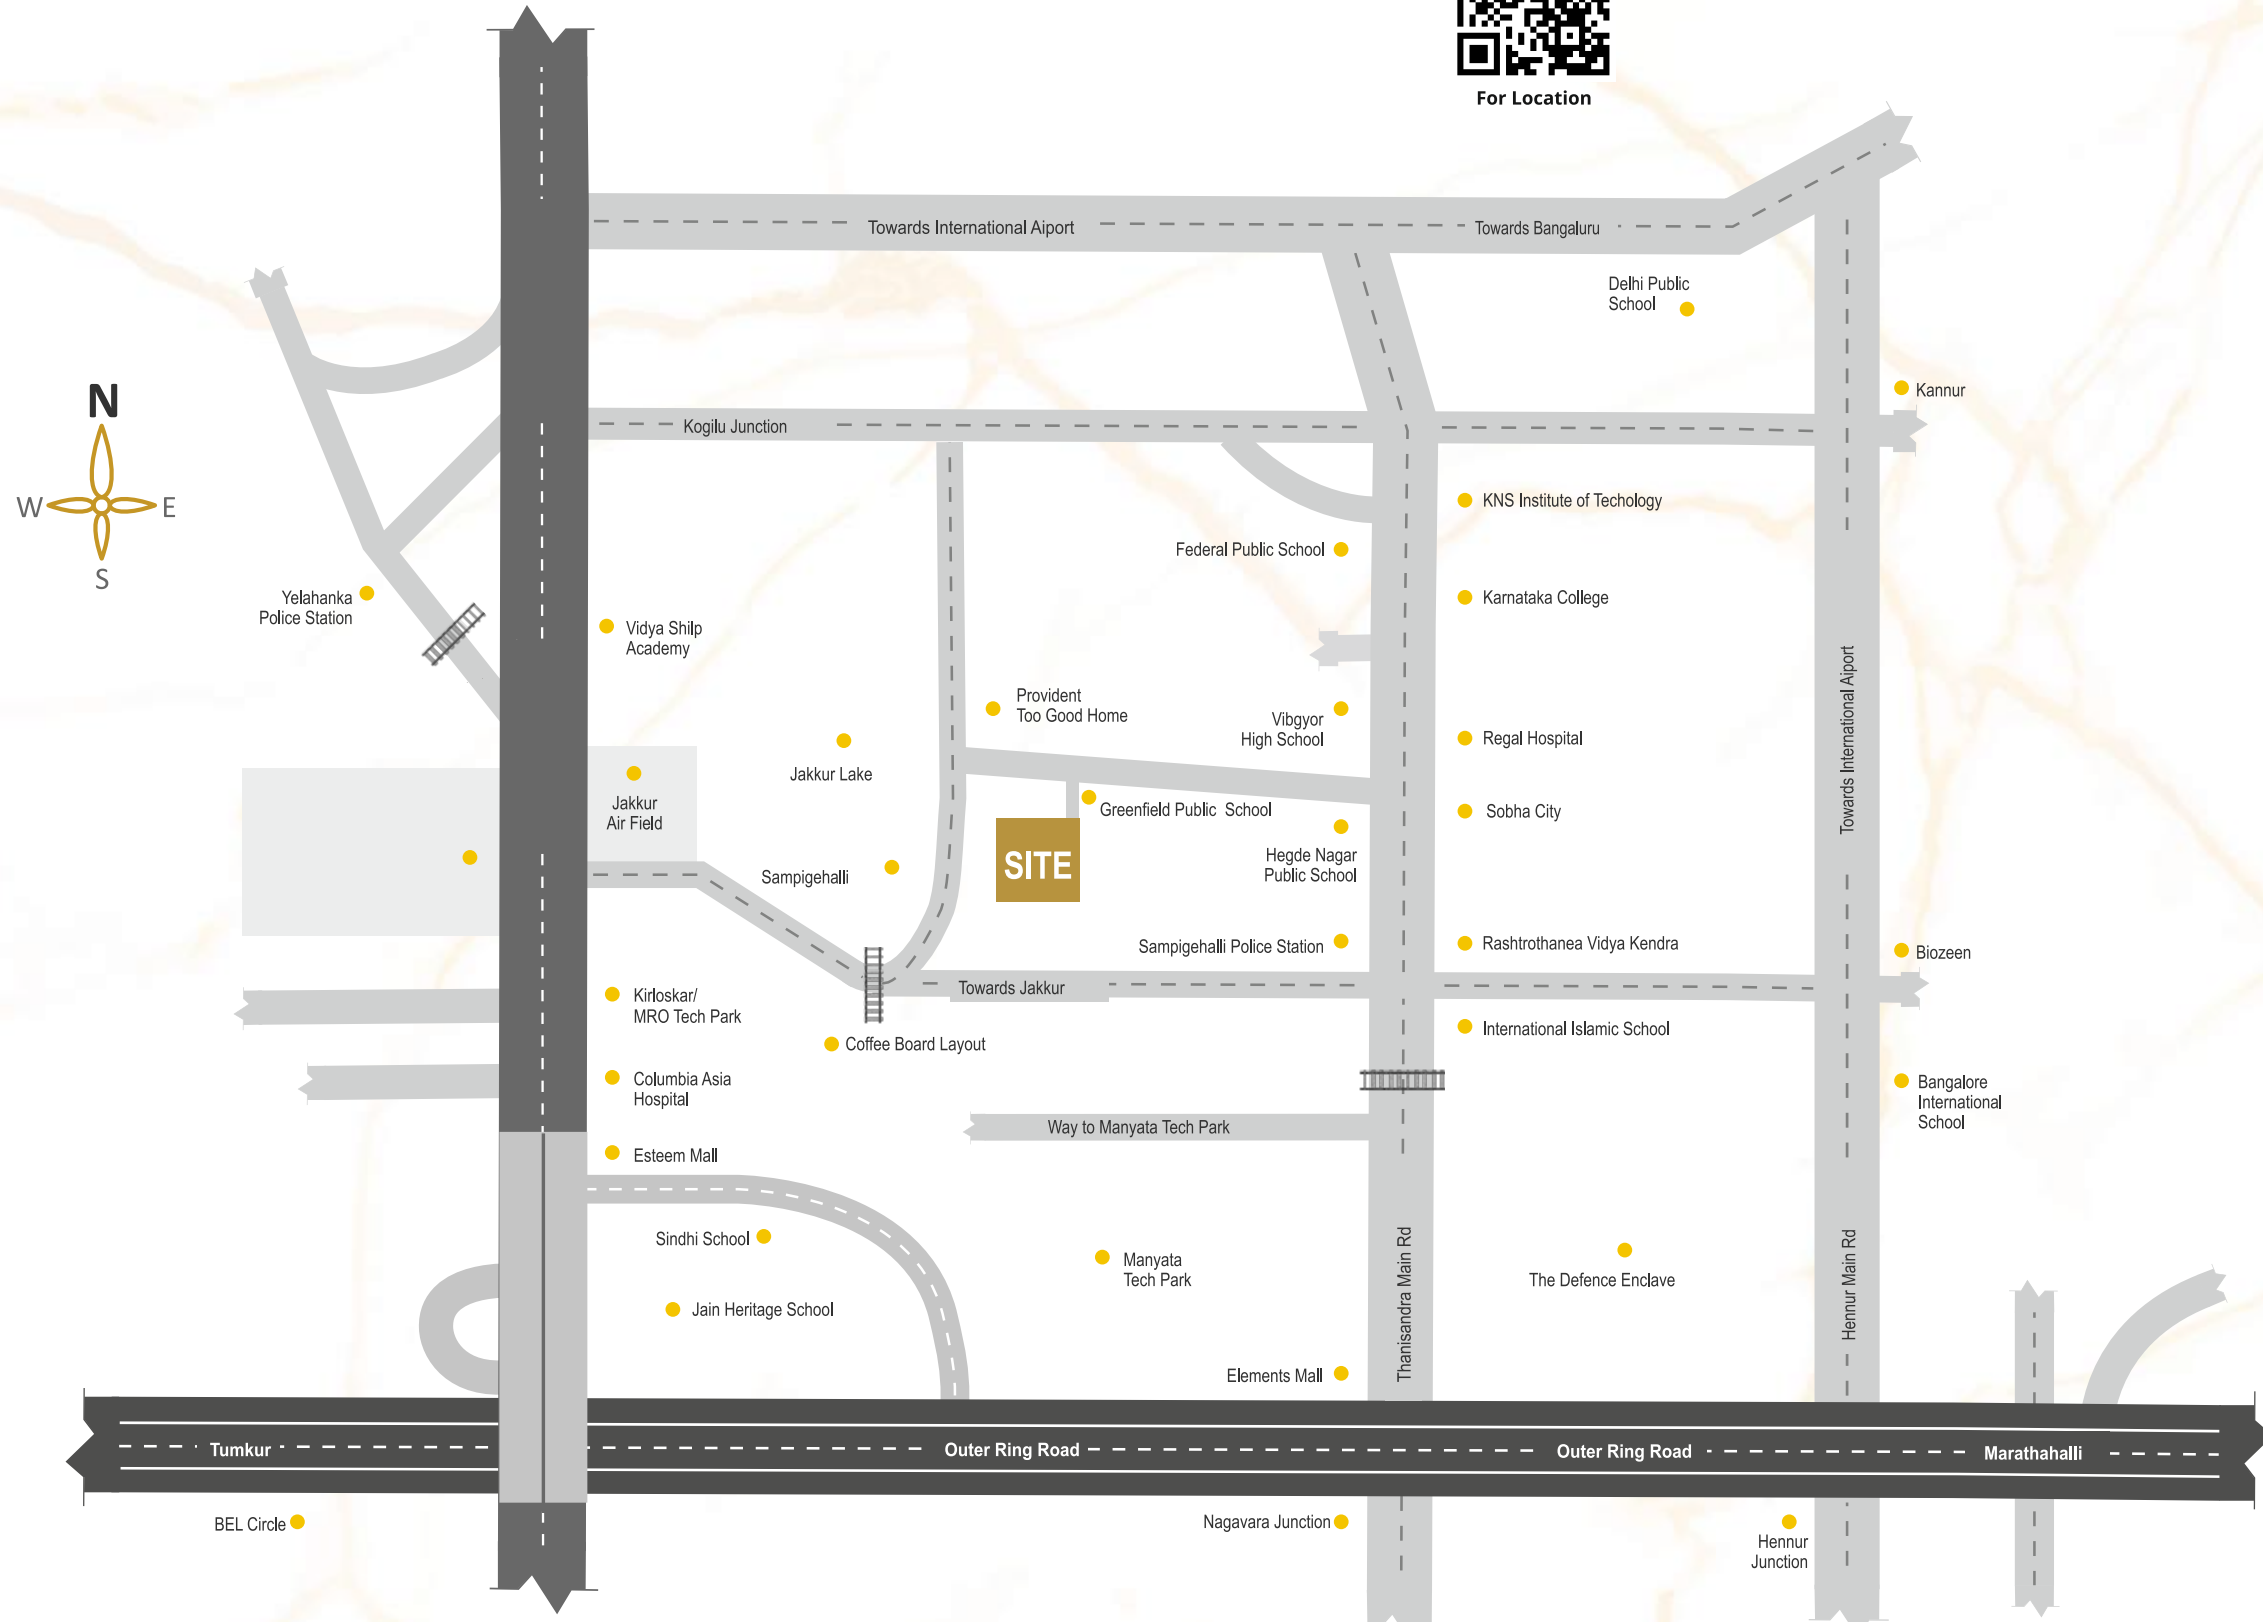 For Location
Towards International Aiport
Towards Bangaluru
Delhi Public
School
Kannur
N
W
E
S
Kogilu Junction
KNS Institute of Techology
Federal Public School
Karnataka College
Yelahanka
Police Station
Vidya Shilp
Academy
Provident
Too Good Home
Vibgyor
High School
Regal Hospital
Towards International Aiport
Jakkur Lake
Jakkur
Air Field
Greenfield Public School
Sobha City
SITE
Hegde Nagar
Public School
Sampigehalli
Sampigehalli Police Station
Rashtrothanea Vidya Kendra
Biozeen
Towards Jakkur
Kirloskar/
MRO Tech Park
International Islamic School
Coffee Board Layout
Columbia Asia
Hospital
Bangalore
International
School
Way to Manyata Tech Park
Esteem Mall
Sindhi School
Manyata
Tech Park
Thanisandra Main Rd
The Defence Enclave
Hennur Main Rd
Jain Heritage School
Elements Mall
Tumkur
Outer Ring Road
Outer Ring Road
Marathahalli
BEL Circle
Nagavara Junction
Hennur
Junction